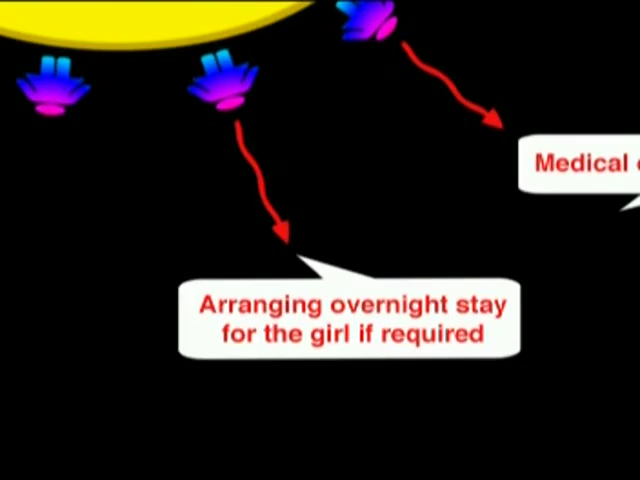 Medical
Arranging overnight stay
for the girl if required